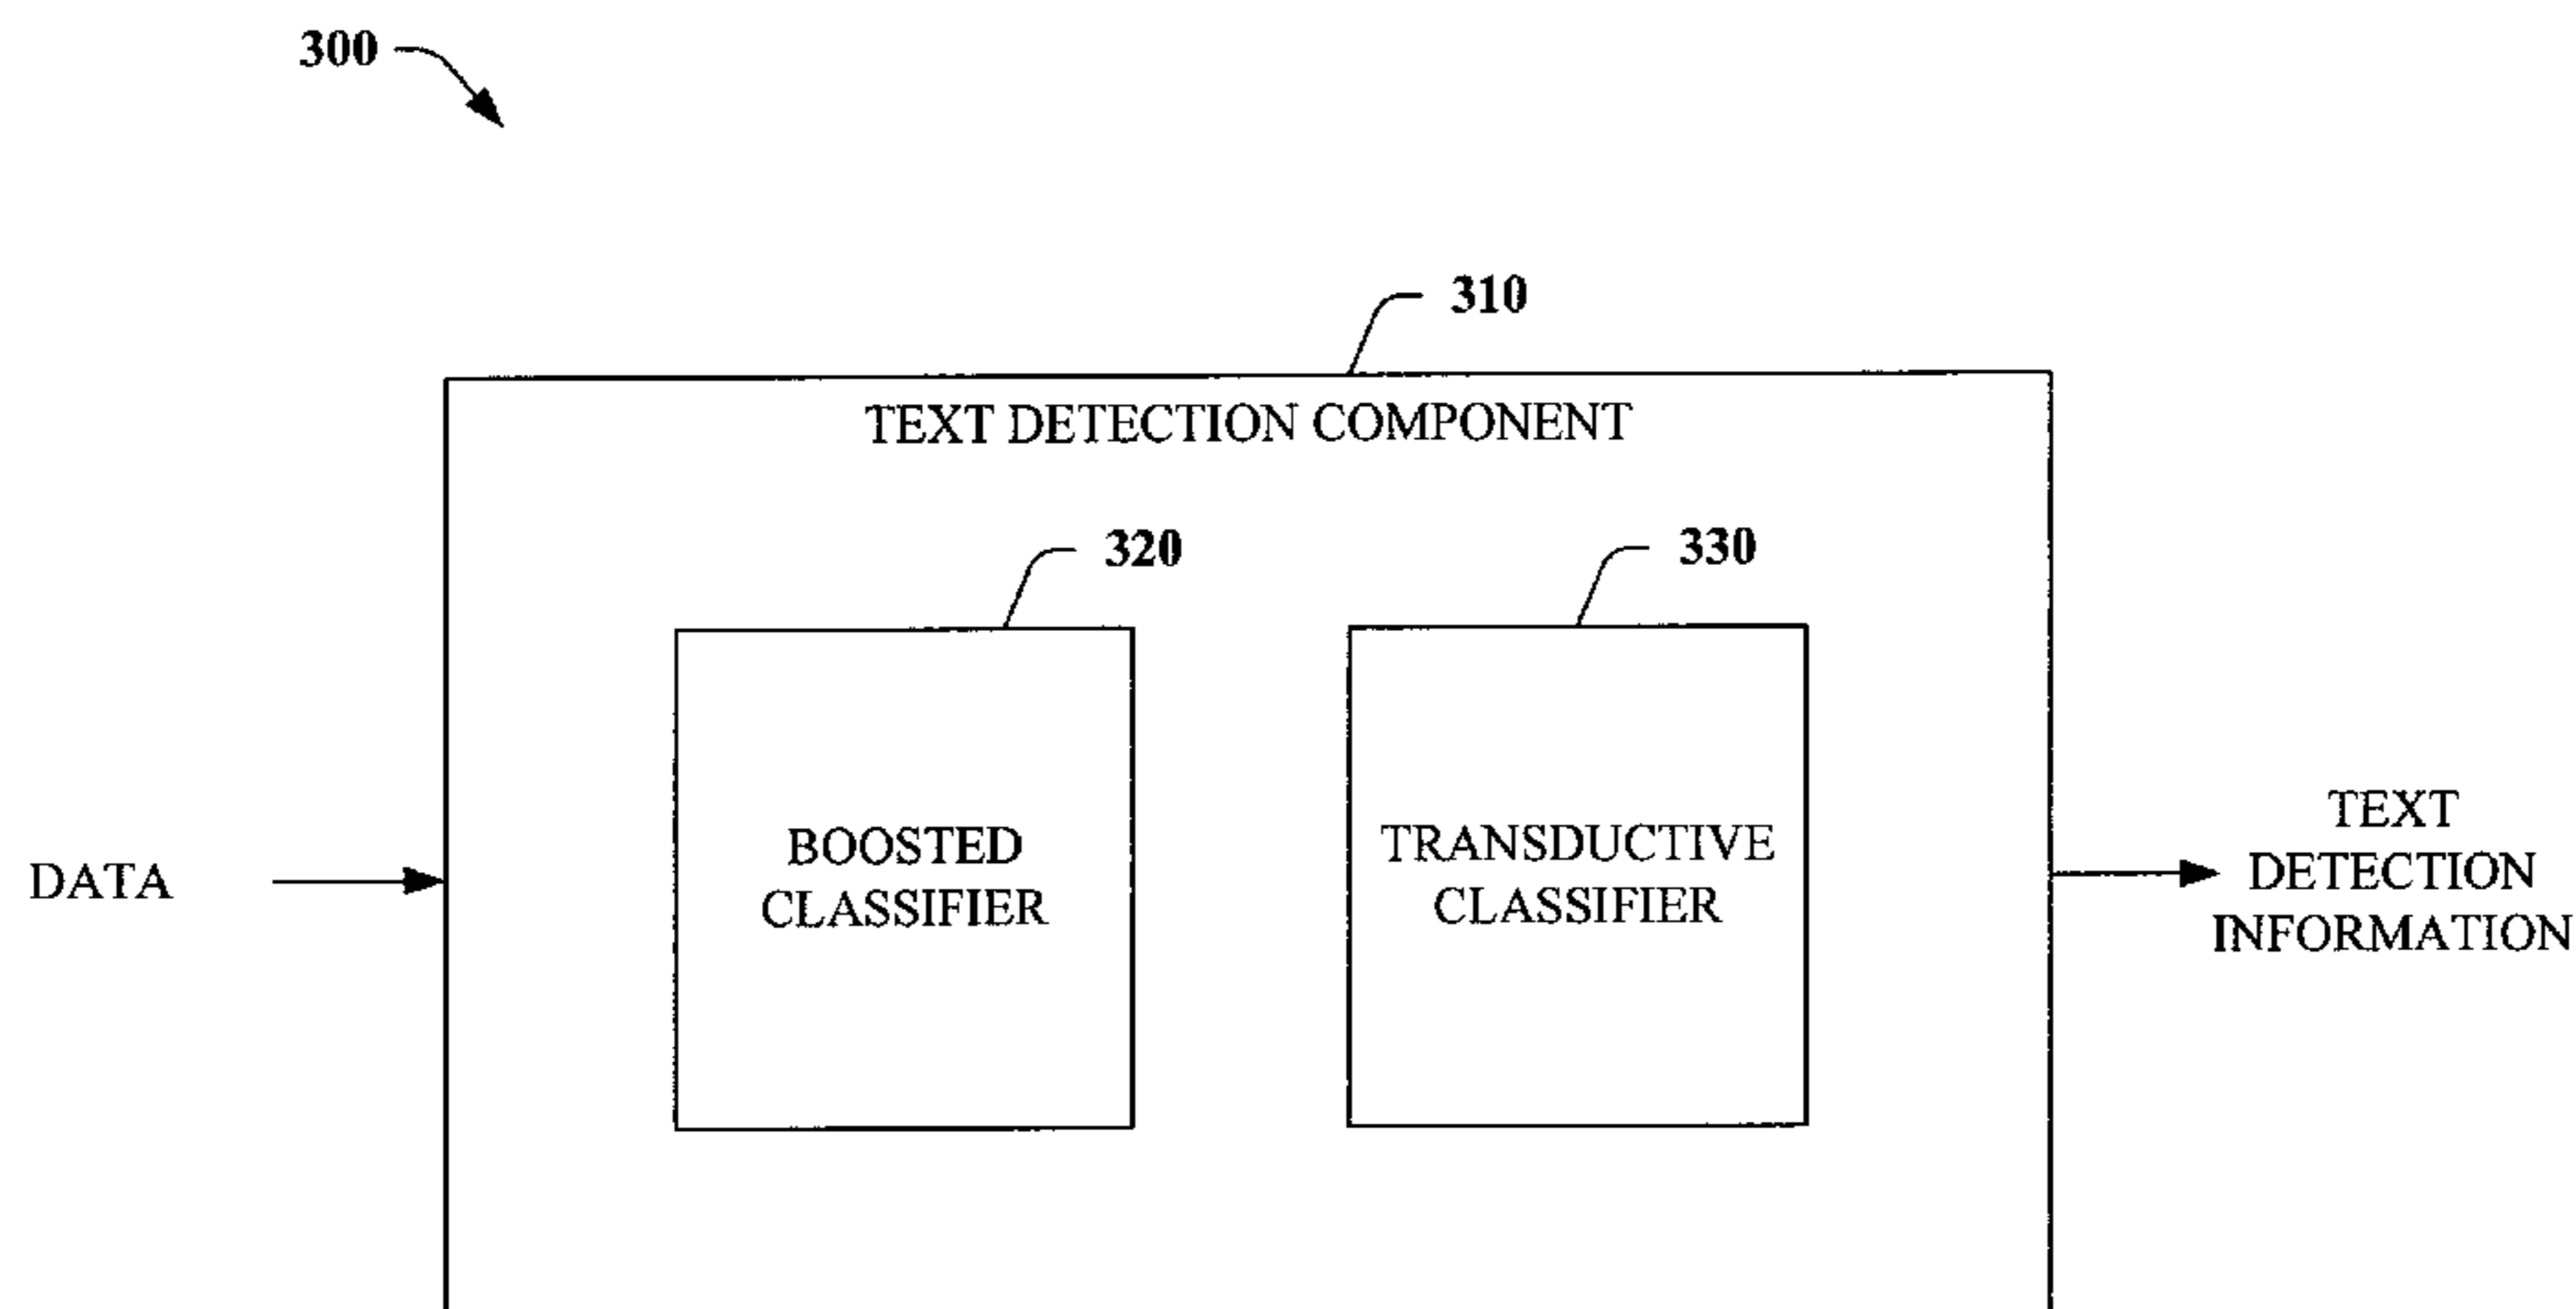 300
310
TEXT DETECTION COMPONENT
320
330
BOOSTED
CLASSIFIER
TRANSDUCTIVE
CLASSIFIER
DATA
TEXT
DETECTION
INFORMATION